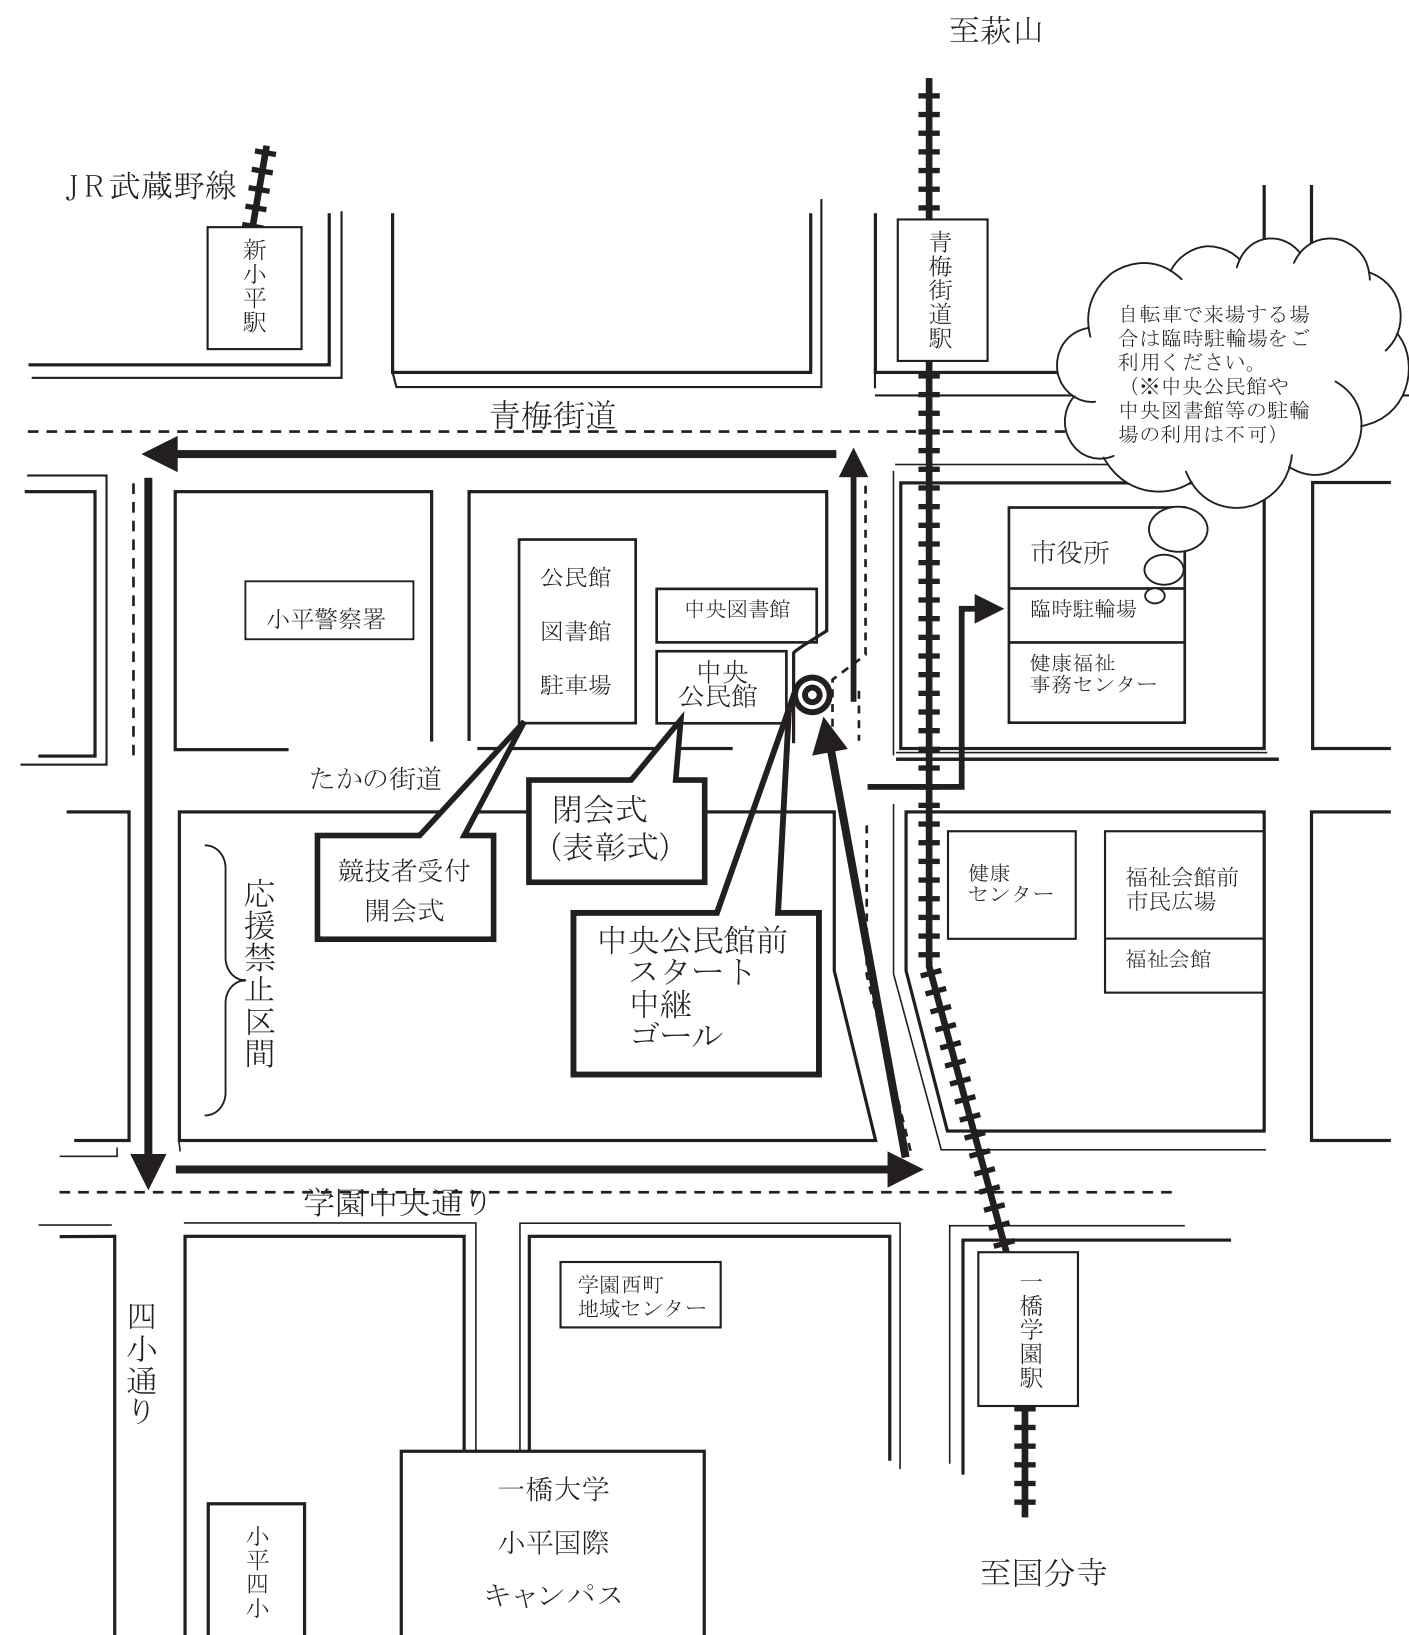 至萩山
JR武蔵野線
新小平駅
青梅街道駅
自転車で来場する場
合は臨時駐輪場をご
利用ください。
（※中央公民館や
中央図書館等の駐輪
場の利用は不可）
青梅街道
小平警察署
公民館
図書館
駐車場
中央図書館
中央
公民館
市役所
臨時駐輪場
健康福祉
事務センター
たかの街道
競技者受付
開会式
閉会式
(表彰式)
中央公民館前
スタート
中継
ゴール
応援禁止区間
健康
センター
福祉会館前
市民広場
福祉会館
学園中央通り
四小通り
学園西町
地域センター
一橋学園駅
一橋大学
小平国際
キャンパス
小平四小
至国分寺